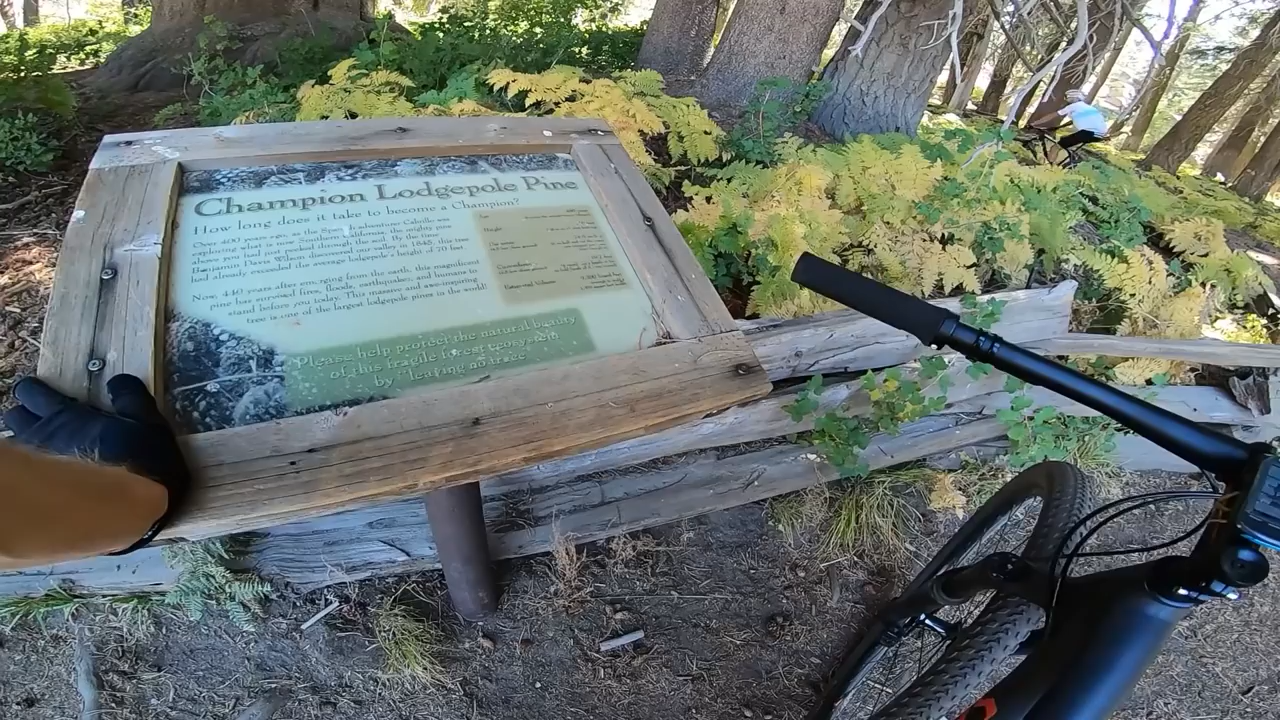 Champion Lodgepole Pine
How long does it take to become a Champion?
Over 400 years ago, as the Spanish adventurer Cabrillo was
exploring what is now Southern California, the mighty pine
above you had just broken through the soil. By the time
Benjamin Davis Wilson discovered our valley in 1845, this tree
had already exceeded the average lodgepole's height of 70 feet.
Now, 440 years after emerging from the earth, this magnificent
pine has survived fires, floods, earthquakes, and humans to
stand before you today. This massive and awe-inspiring
tree is one of the largest lodgepole pines in the world!
Age
Height
Estimated Volume
Please help protect the natural beauty
of this fragile forest ecosystem
by "leaving no trace"